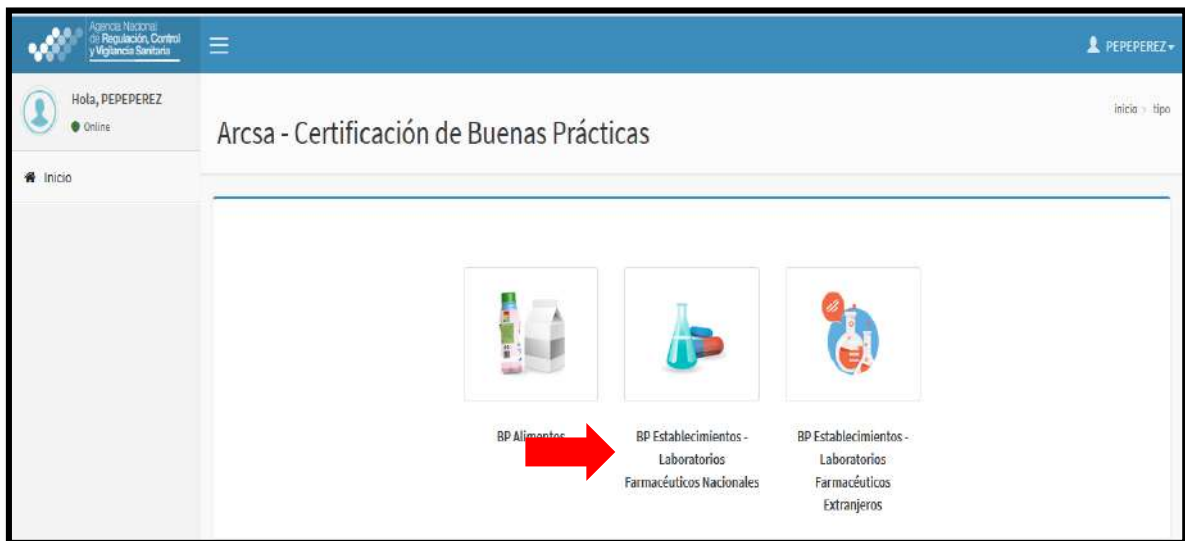 Agencia Nacional
de Regulación, Control
y Vigilancia Sanitaria
PEPEPEREZ
Hola, PEPEPEREZ
Online
Inicio
inicio > tipo
Arcsa - Certificación de Buenas Prácticas
BP Alimentos
BP Establecimientos -
Laboratorios
Farmacéuticos Nacionales
BP Establecimientos -
Laboratorios
Farmacéuticos
Extranjeros